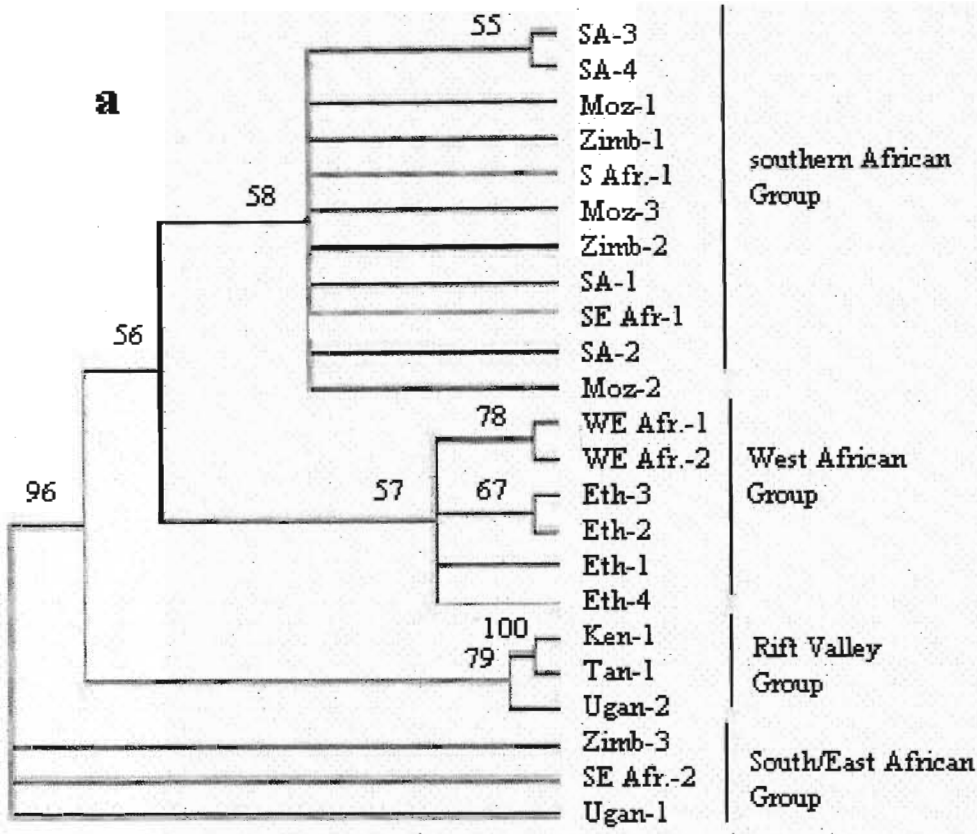 a
55
58
56
96
57
78
67
100
79
SA-3
SA-4
Moz-1
Zimb-1
S Afr.-1
Moz-3
Zimb-2
SA-1
SE Afr-1
SA-2
Moz-2
WE Afr.-1
WE Afr.-2
Eth-3
Eth-2
Eth-1
Eth-4
Ken-1
Tan-1
Ugan-2
Zimb-3
SE Afr.-2
Ugan-1
southern African
Group
West African
Group
Rift Valley
Group
South/East African
Group